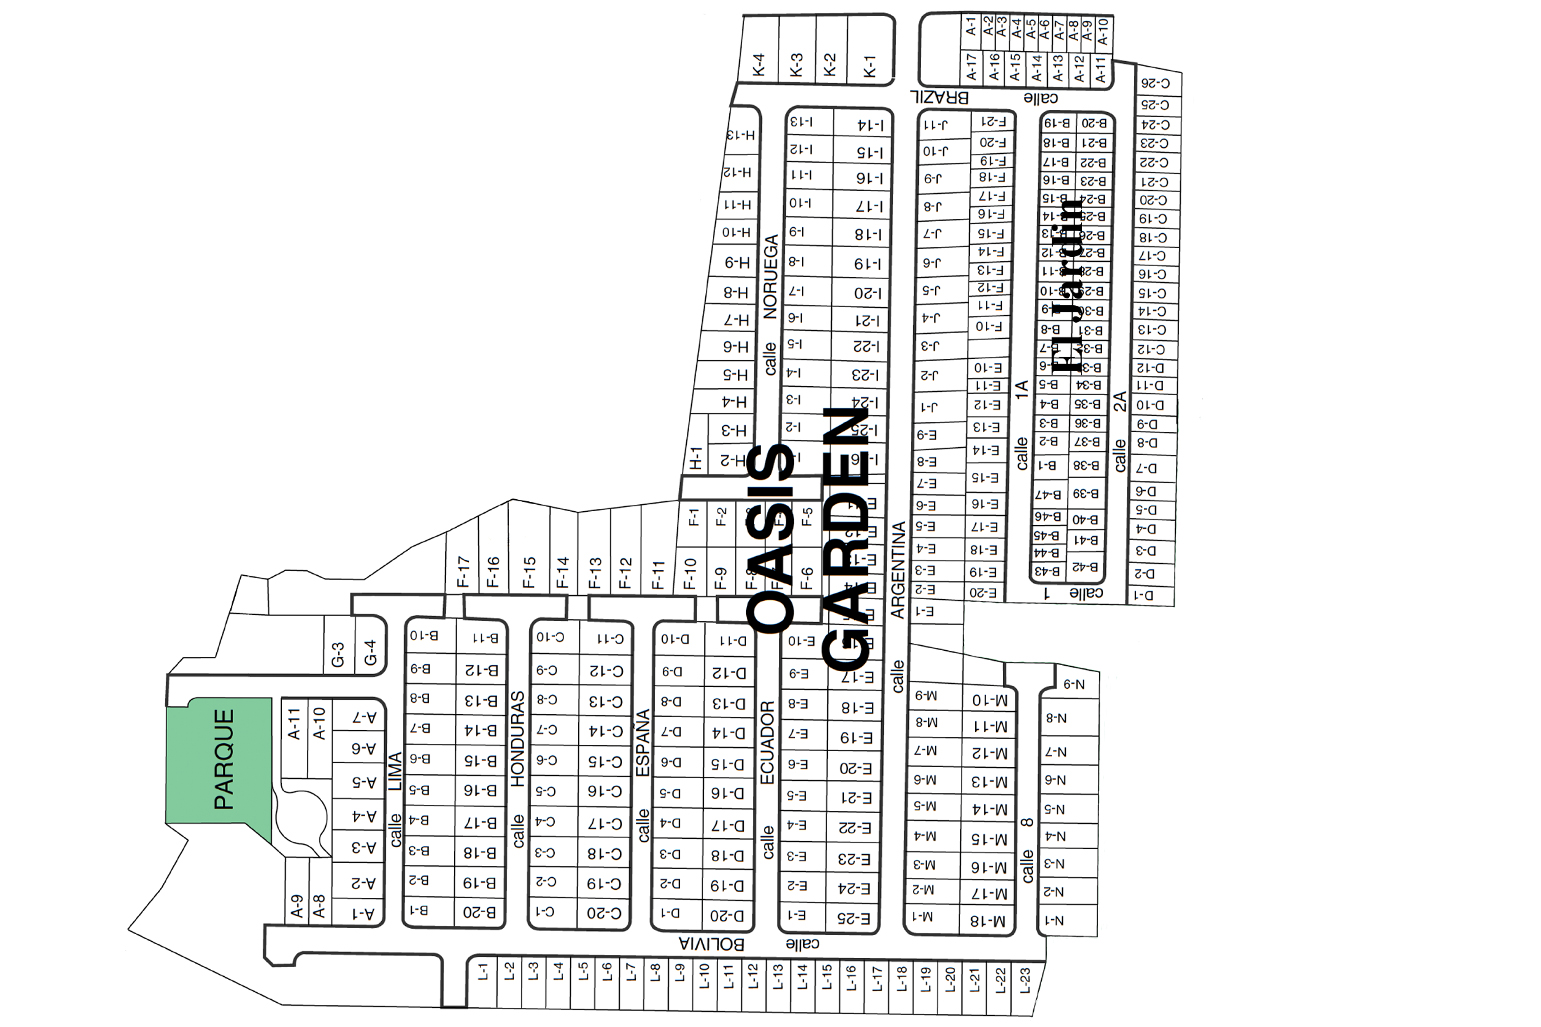 K-4
K-3
K-2
K-1
A-1
A-2
A-3
A-4
A-5
A-6
A-7
A-8
A-9
A-10
A-17
A-16
A-15
A-14
A-13
A-12
A-11
calle BRAZIL
H-13
H-12
H-11
H-10
H-9
H-8
H-7
H-6
H-5
H-4
H-3
H-2
H-1
calle NORUEGA
I-13
I-12
I-11
I-10
I-9
I-8
I-7
I-6
I-5
I-4
I-3
I-2
I-14
I-15
I-16
I-17
I-18
I-19
I-20
I-21
I-22
I-23
I-24
I-25
J-11
J-10
J-9
J-8
J-7
J-6
J-5
J-4
J-3
J-2
J-1
E-9
E-8
E-7
E-6
E-5
E-4
E-3
E-2
E-1
F-21
F-20
F-19
F-18
F-17
F-16
F-15
F-14
F-13
F-12
F-11
F-10
E-10
E-11
E-12
E-13
E-14
E-15
E-16
E-17
E-18
E-19
E-20
calle 1A
B-19
B-18
B-17
B-16
B-15
B-14
B-13
B-12
B-11
B-10
B-9
B-8
B-7
B-6
B-5
B-4
B-3
B-2
B-1
B-47
B-46
B-45
B-44
B-43
B-20
B-21
B-22
B-23
B-24
B-25
B-26
B-27
B-28
B-29
B-30
B-31
B-32
B-33
B-34
B-35
B-36
B-37
B-38
B-39
B-40
B-41
B-42
El Jardin
calle 2A
C-26
C-25
C-24
C-23
C-22
C-21
C-20
C-19
C-18
C-17
C-16
C-15
C-14
C-13
C-12
D-12
D-11
D-10
D-9
D-8
D-7
D-6
D-5
D-4
D-3
D-2
D-1
calle 1
OASIS
GARDEN
calle ARGENTINA
F-1
F-2
F-5
F-17
F-16
F-15
F-14
F-13
F-12
F-11
F-10
F-9
F-6
G-3
G-4
PARQUE
A-11
A-10
A-7
A-6
A-5
A-4
A-3
A-2
A-1
A-9
A-8
calle LIMA
B-10
B-9
B-8
B-7
B-6
B-5
B-4
B-3
B-2
B-1
B-11
B-12
B-13
B-14
B-15
B-16
B-17
B-18
B-19
B-20
calle HONDURAS
C-10
C-9
C-8
C-7
C-6
C-5
C-4
C-3
C-2
C-1
C-11
C-12
C-13
C-14
C-15
C-16
C-17
C-18
C-19
C-20
calle ESPAÑA
D-10
D-9
D-8
D-7
D-6
D-5
D-4
D-3
D-2
D-1
D-11
D-12
D-13
D-14
D-15
D-16
D-17
D-18
D-19
D-20
calle ECUADOR
E-10
E-9
E-8
E-7
E-6
E-5
E-4
E-3
E-2
E-1
E-17
E-18
E-19
E-20
E-21
E-22
E-23
E-24
E-25
M-9
M-8
M-7
M-6
M-5
M-4
M-3
M-2
M-1
M-10
M-11
M-12
M-13
M-14
M-15
M-16
M-17
M-18
calle 8
N-9
N-8
N-7
N-6
N-5
N-4
N-3
N-2
N-1
calle BOLIVIA
L-1
L-2
L-3
L-4
L-5
L-6
L-7
L-8
L-9
L-10
L-11
L-12
L-13
L-14
L-15
L-16
L-17
L-18
L-19
L-20
L-21
L-22
L-23